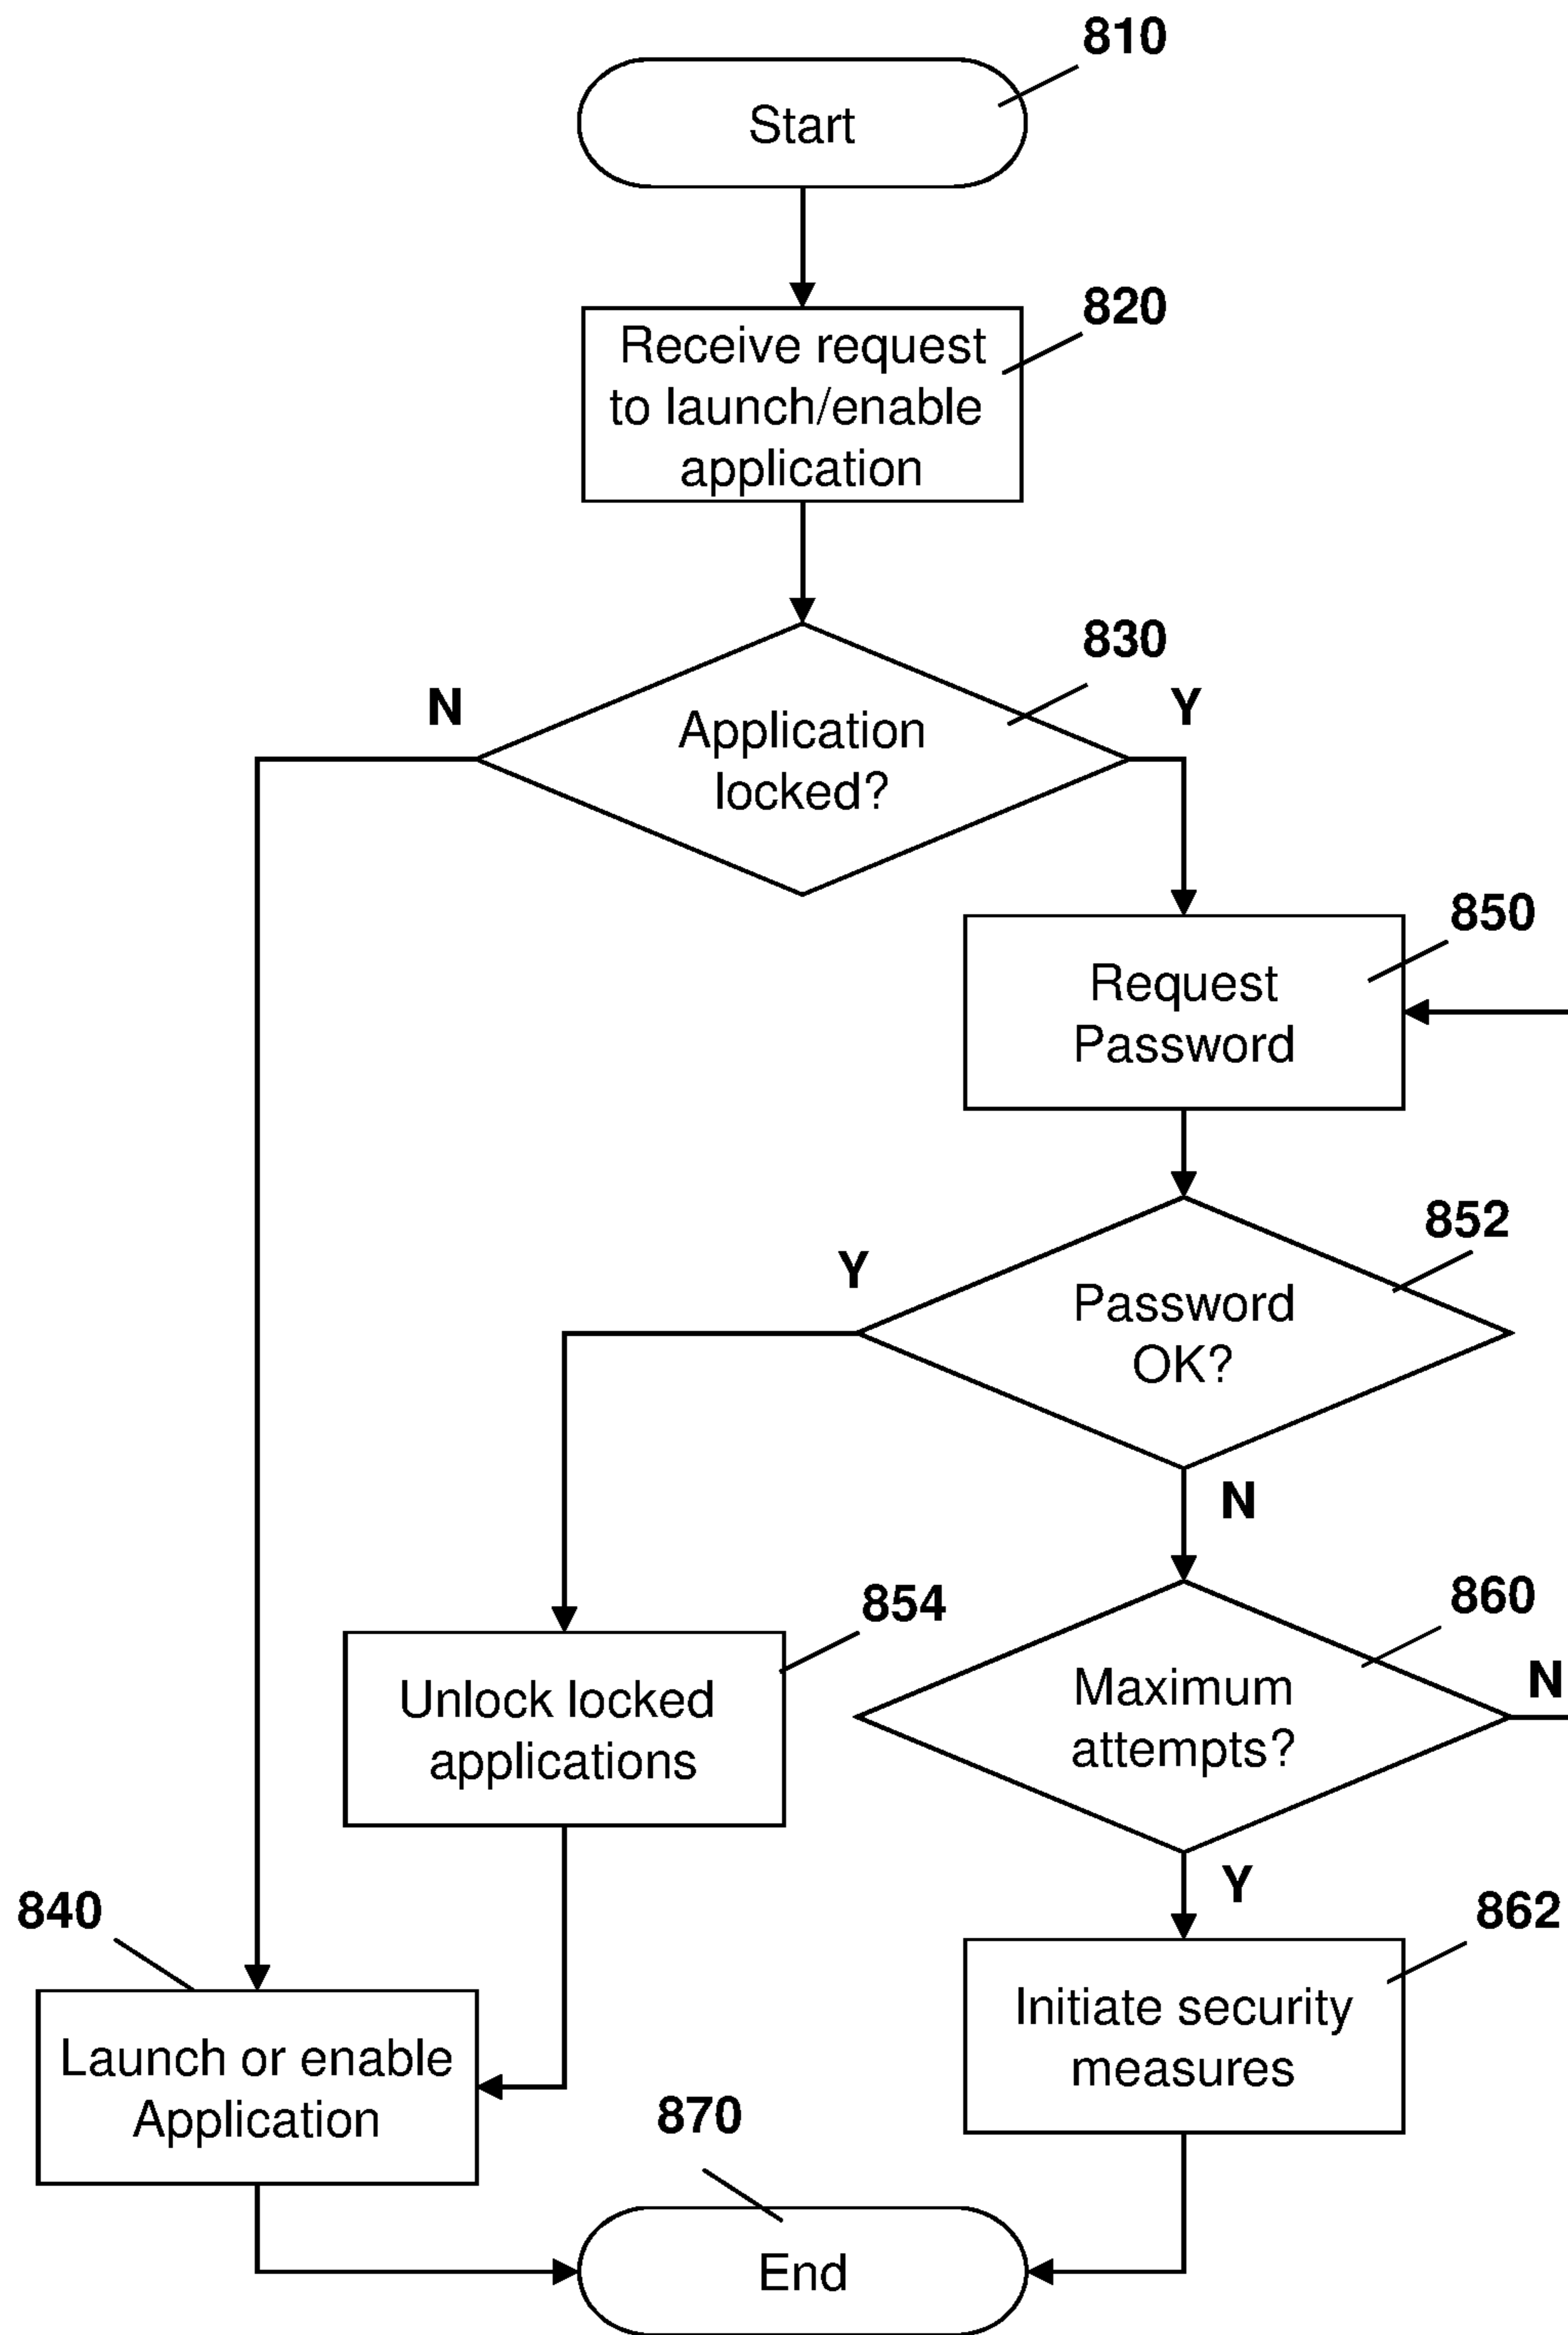 810
Start
820
Receive request
to launch/enable
application
830
N
Y
Application
locked?
850
Request
Password
852
Y
Password
OK?
N
854
860
Unlock locked
applications
Maximum
attempts?
N
Y
840
862
Launch or enable
Application
Initiate security
measures
870
End